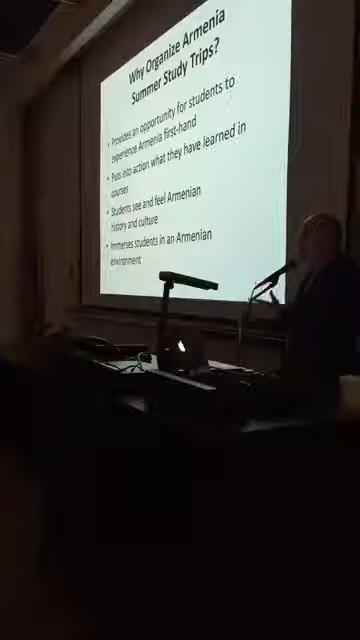 Why Organize Armenia
Summer Study Trips?
• Provides an opportunity for students to
experience Armenia first-hand
• Puts into action what they have learned in
courses
• Students see and feel Armenian
history and culture
• Immerses students in an Armenian
environment